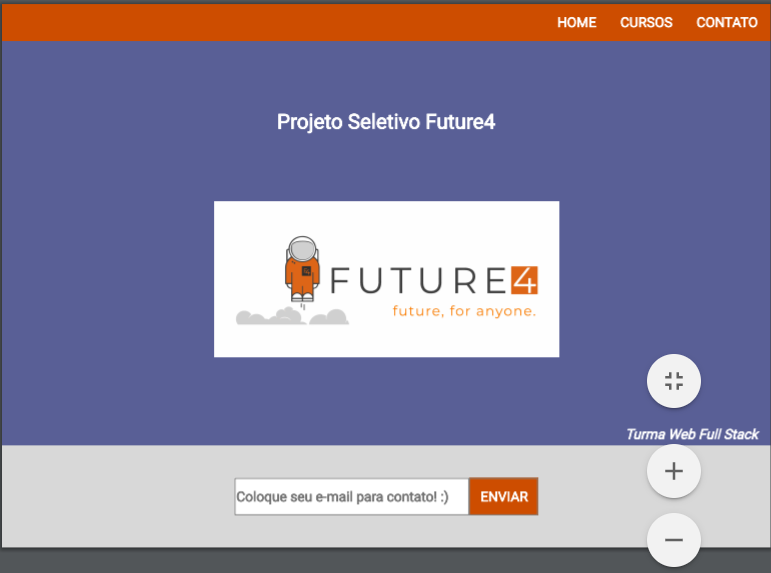 HOME CURSOS CONTATO
Projeto Seletivo Future4
FUTURE4
future, for anyone.
Turma Web Full Stack
Coloque seu e-mail para contato! :) ENVIAR